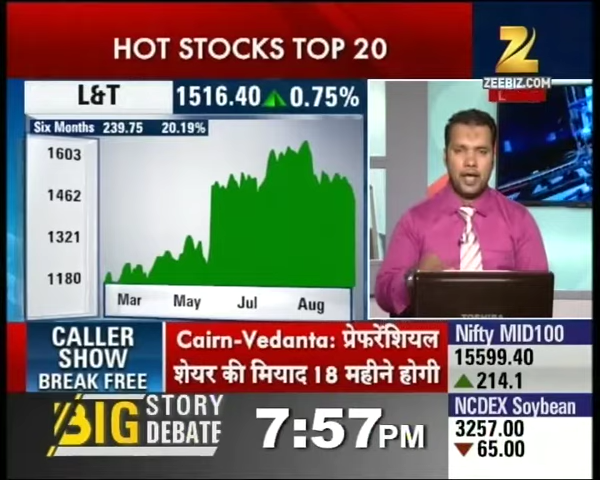 HOT STOCKS TOP 20
ZEEBIZ.COM
L&T 1516.40 0.75%
Six Months 239.75 20.19%
1603
1462
1321
1180
Mar May Jul Aug
TOSHIBA
CALLER
SHOW
BREAK FREE
Cairn-Vedanta: प्रेफरेंशियल
शेयर की मियाद 18 महीने होगी
Nifty MID100
15599.40
214.1
NCDEX Soybean
3257.00
65.00
BIG STORY
DEBATE
7:57PM